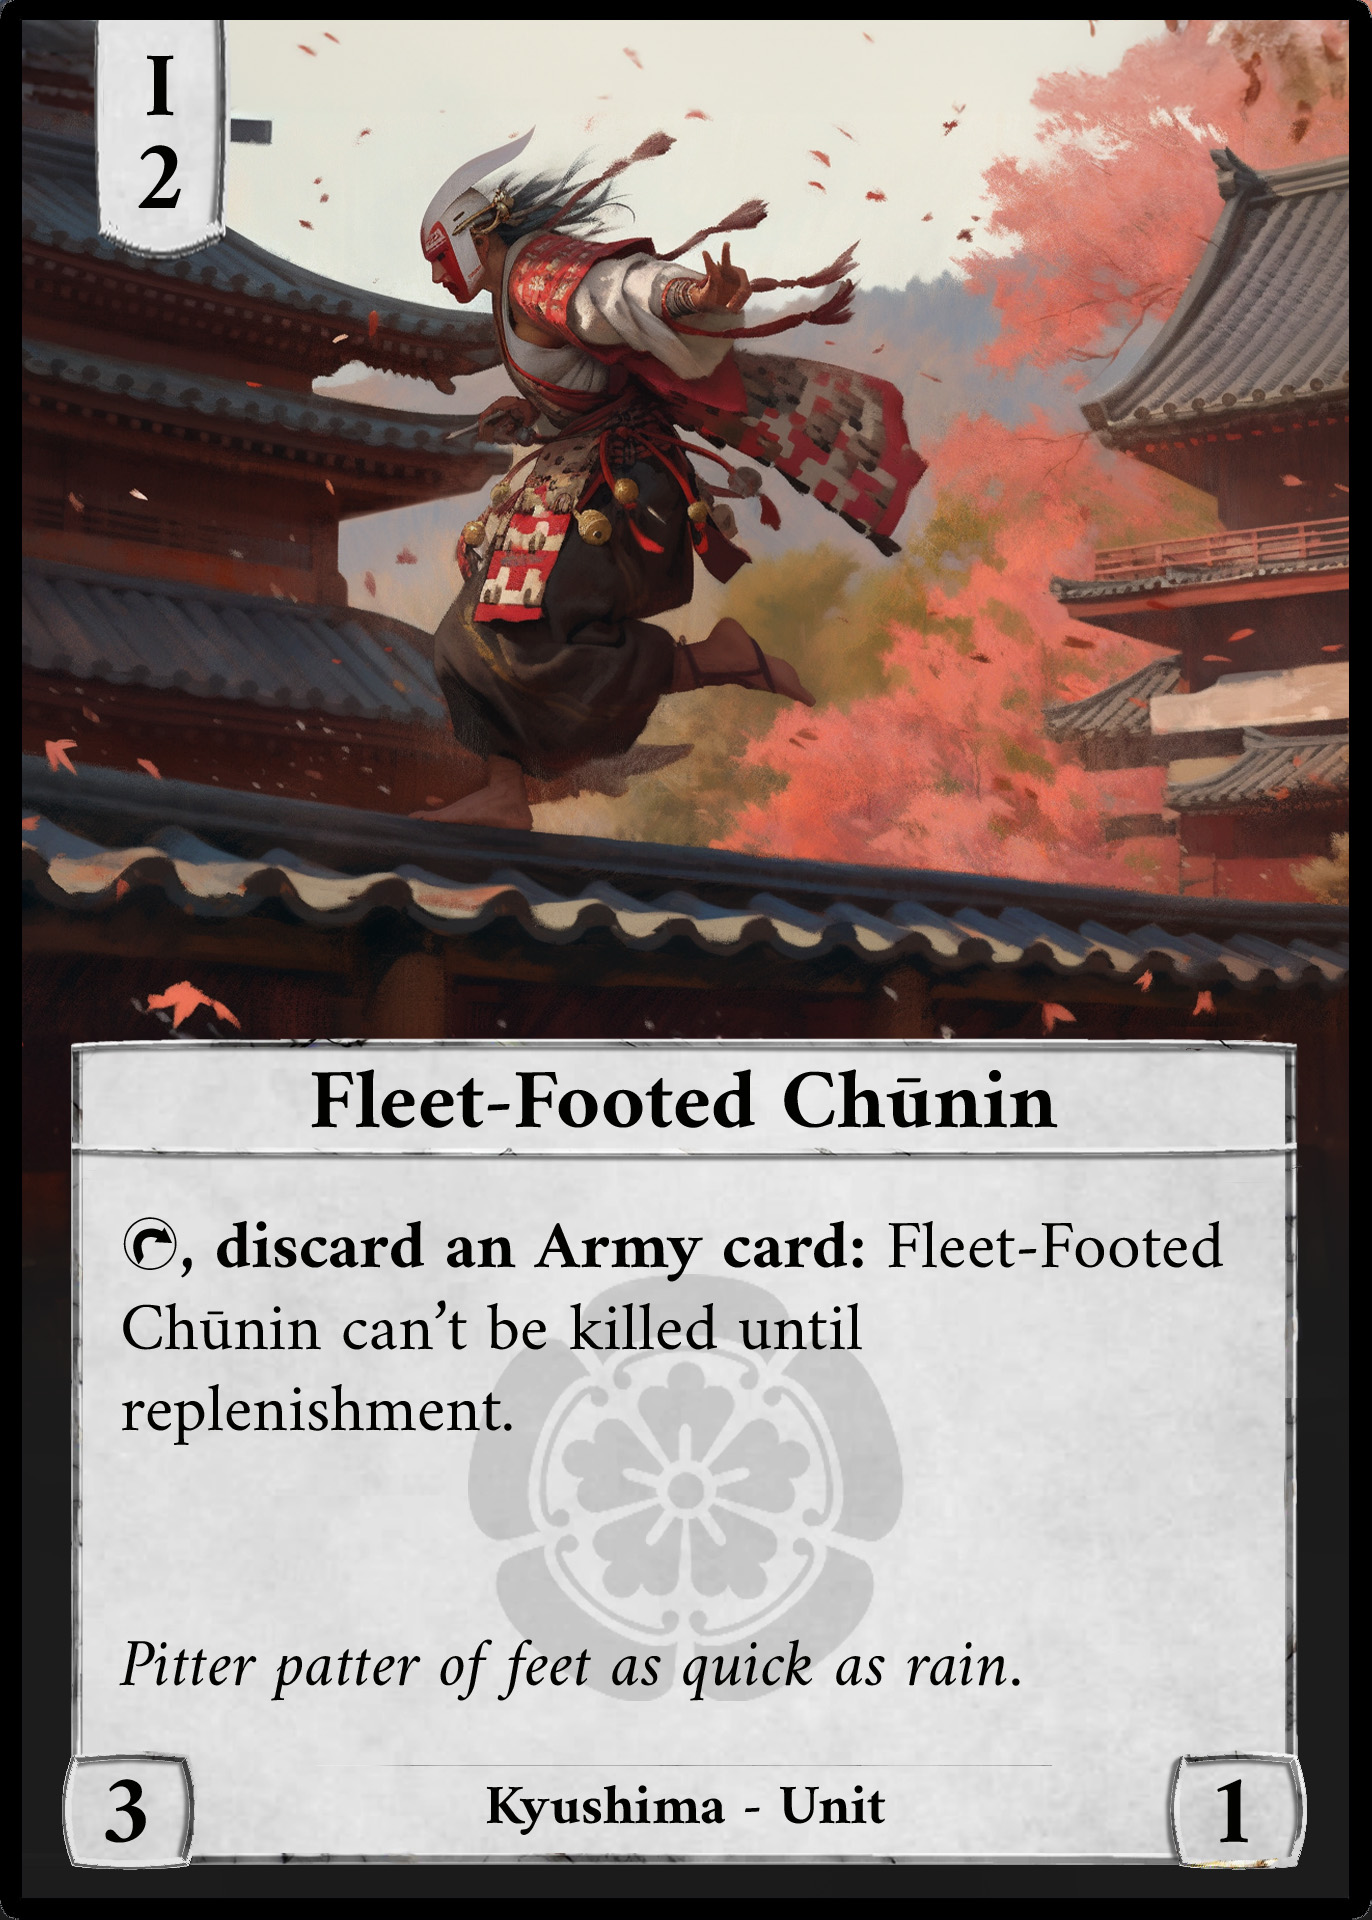 I
2
Fleet-Footed Chūnin
, discard an Army card: Fleet-Footed
Chūnin can’t be killed until
replenishment.
Pitter patter of feet as quick as rain.
3
Kyushima - Unit
1